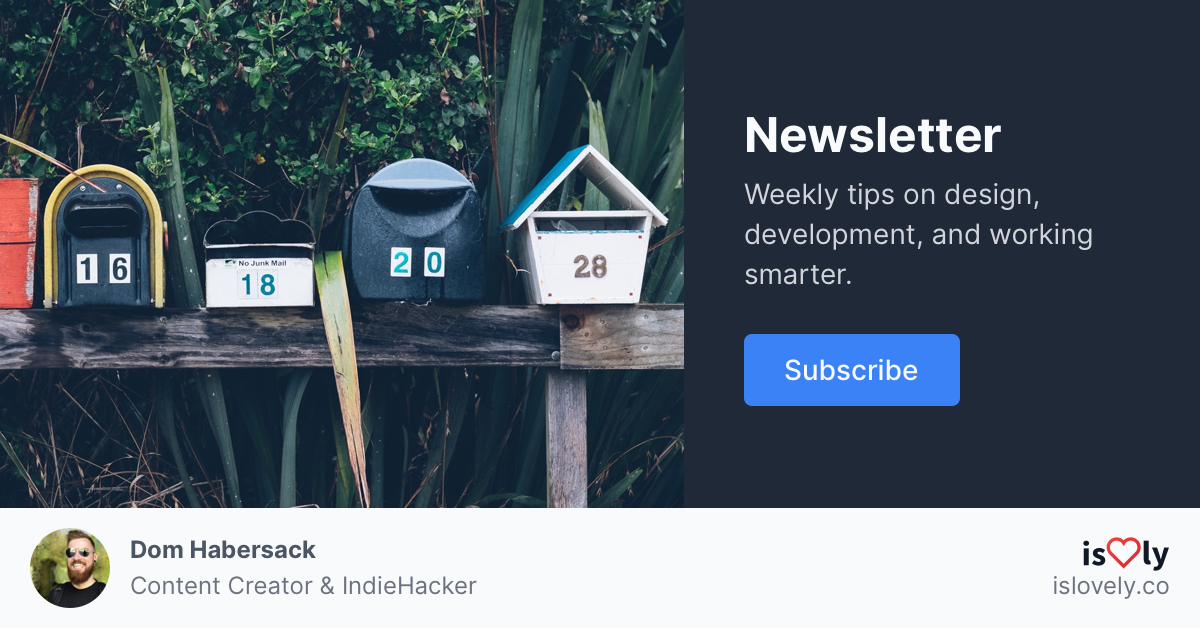 16
No Junk Mail
18
20
28
Newsletter
Weekly tips on design,
development, and working
smarter.
Subscribe
Dom Habersack
Content Creator & IndieHacker
is♡ly
islovely.co